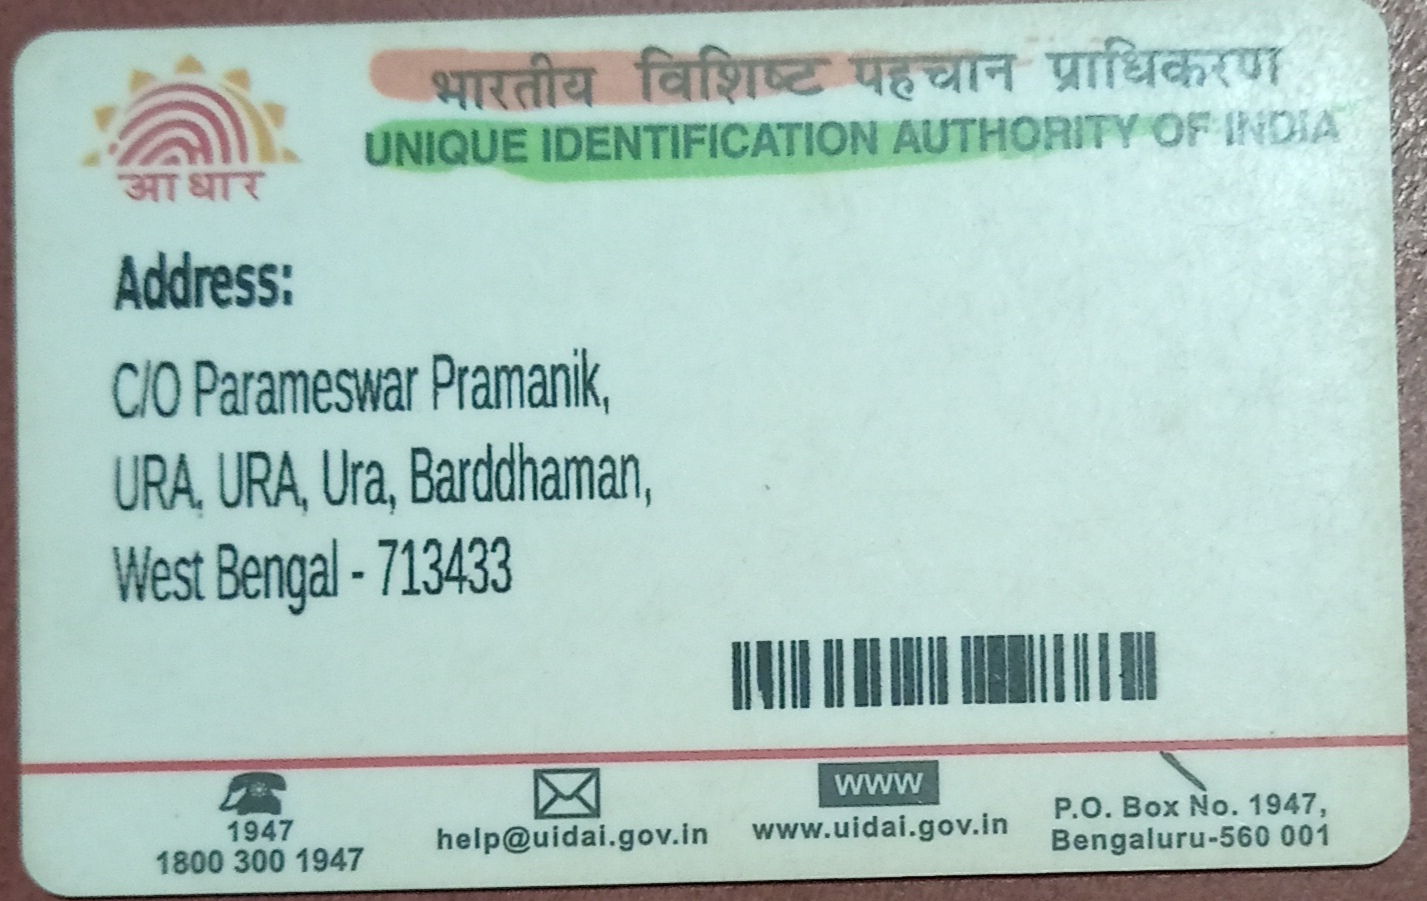 भारतीय विशिष्ट पहचान प्राधिकरण
UNIQUE IDENTIFICATION AUTHORITY OF INDIA
आधार
Address:
C/O Parameswar Pramanik,
URA, URA, Ura, Barddhaman,
West Bengal - 713433
1947
1800 300 1947
help@uidai.gov.in
www
www.uidai.gov.in
P.O. Box No. 1947,
Bengaluru-560 001